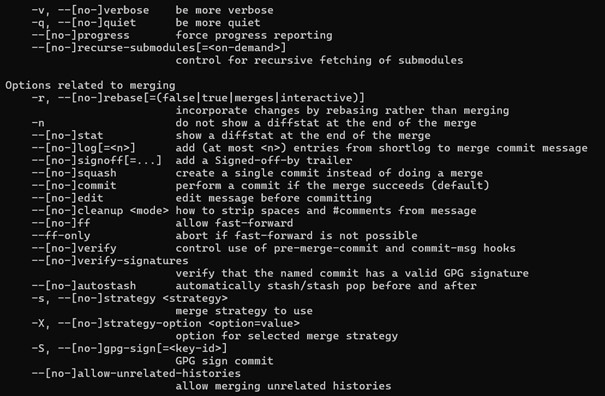 -v, --[no-]verbose    be more verbose
-q, --[no-]quiet      be more quiet
--[no-]progress       force progress reporting
--[no-]recurse-submodules[=<on-demand>]
control for recursive fetching of submodules
Options related to merging
-r, --[no-]rebase[=(false|true|merges|interactive)]
incorporate changes by rebasing rather than merging
-n                    do not show a diffstat at the end of the merge
--[no-]stat           show a diffstat at the end of the merge
--[no-]log[=<n>]      add (at most <n>) entries from shortlog to merge commit message
--[no-]signoff[=...]  add a Signed-off-by trailer
--[no-]squash         create a single commit instead of doing a merge
--[no-]commit         perform a commit if the merge succeeds (default)
--[no-]edit           edit message before committing
--[no-]cleanup <mode> how to strip spaces and #comments from message
--[no-]ff             allow fast-forward
--ff-only             abort if fast-forward is not possible
--[no-]verify         control use of pre-merge-commit and commit-msg hooks
--[no-]verify-signatures
verify that the named commit has a valid GPG signature
--[no-]autostash      automatically stash/stash pop before and after
-s, --[no-]strategy <strategy>
merge strategy to use
-X, --[no-]strategy-option <option=value>
option for selected merge strategy
-S, --[no-]gpg-sign[=<key-id>]
GPG sign commit
--[no-]allow-unrelated-histories
allow merging unrelated histories